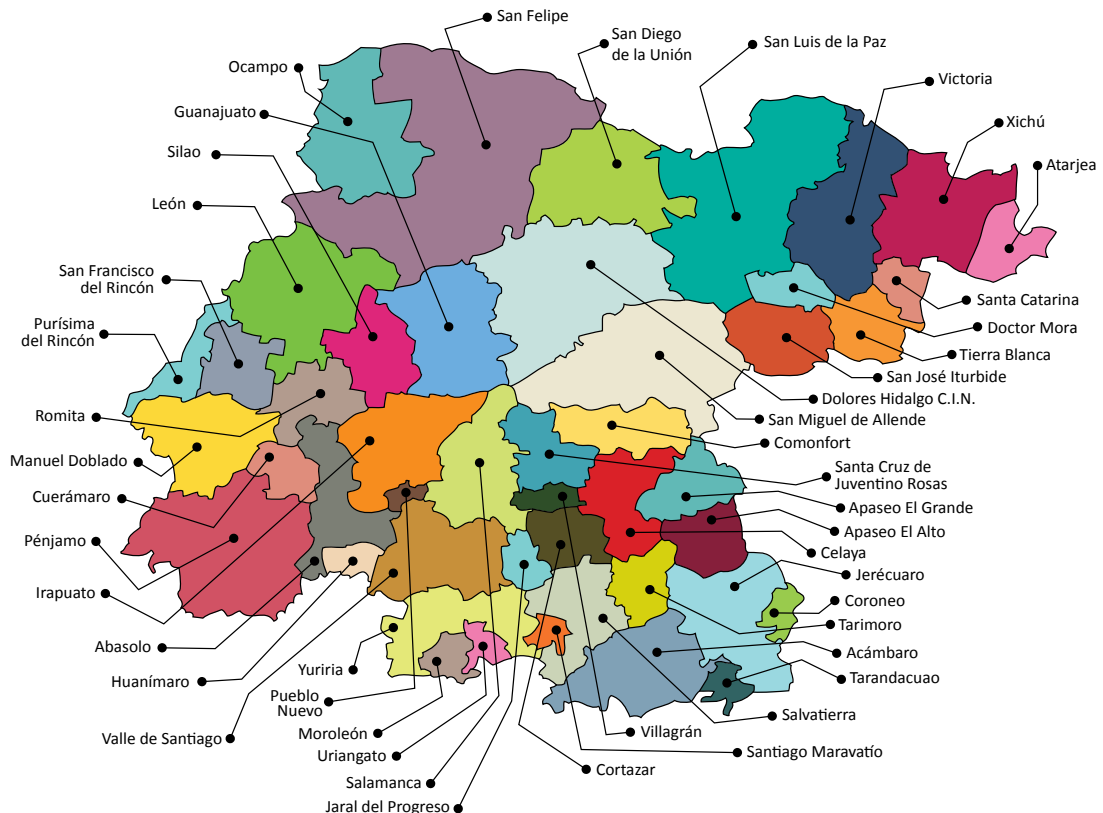 San Felipe
San Diego
de la Unión
San Luis de la Paz
Ocampo
Victoria
Guanajuato
Xichú
Silao
Atarjea
León
San Francisco
del Rincón
Santa Catarina
Purísima
del Rincón
Doctor Mora
Tierra Blanca
San José Iturbide
Dolores Hidalgo C.I.N.
Romita
San Miguel de Allende
Comonfort
Manuel Doblado
Santa Cruz de
Juventino Rosas
Cuerámaro
Apaseo El Grande
Apaseo El Alto
Pénjamo
Celaya
Jerécuaro
Irapuato
Coroneo
Tarimoro
Abasolo
Acámbaro
Yuriria
Tarandacuao
Huanímaro
Pueblo
Nuevo
Salvatierra
Moroleón
Villagrán
Valle de Santiago
Uriangato
Santiago Maravatío
Cortazar
Salamanca
Jaral del Progreso